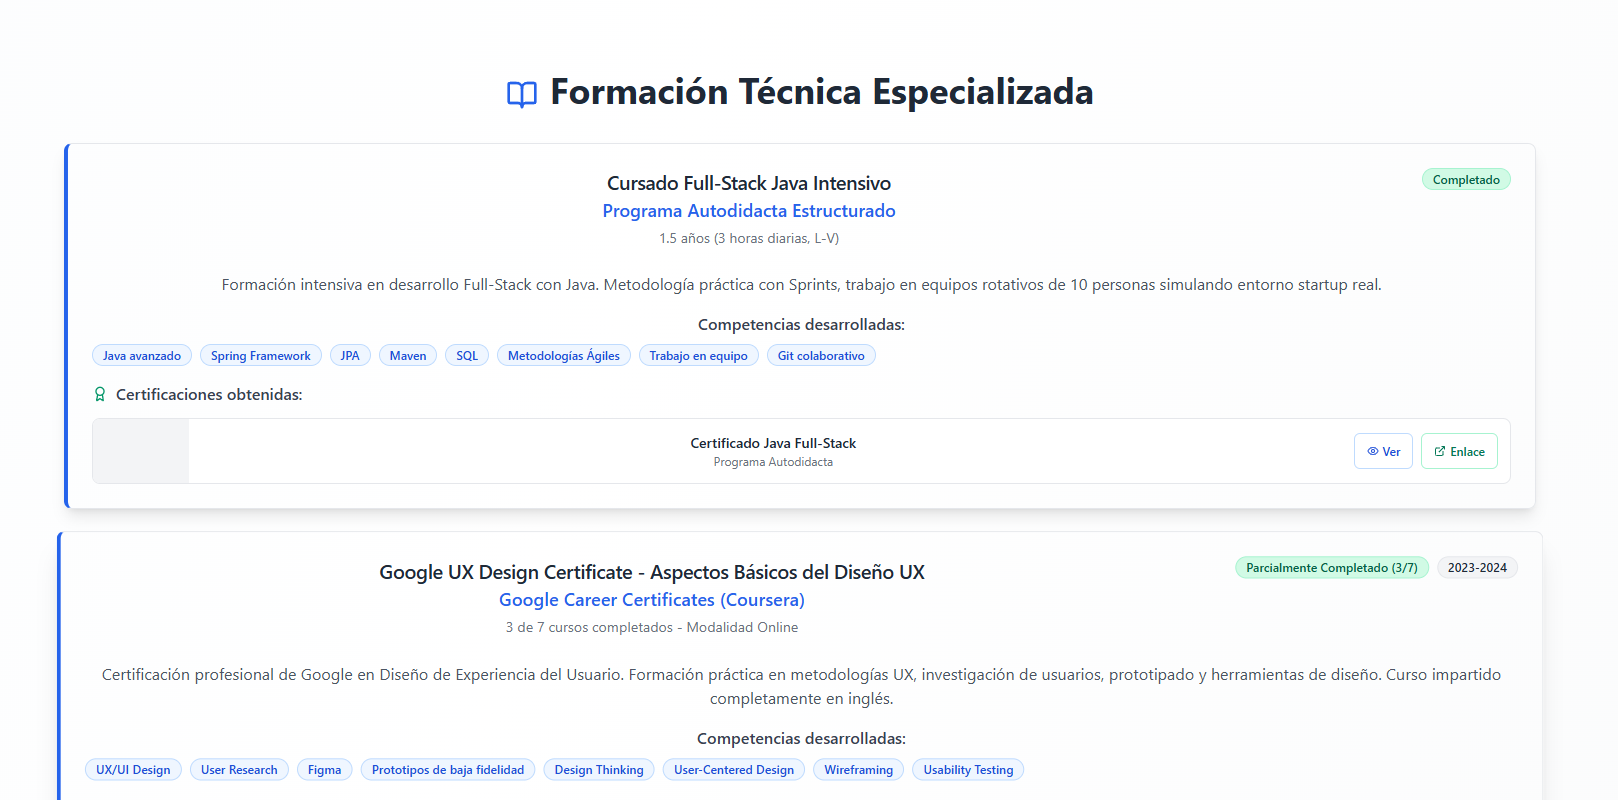 Formación Técnica Especializada
Cursado Full-Stack Java Intensivo
Completado
Programa Autodidacta Estructurado
1.5 años (3 horas diarias, L-V)
Formación intensiva en desarrollo Full-Stack con Java. Metodología práctica con Sprints, trabajo en equipos rotativos de 10 personas simulando entorno startup real.
Competencias desarrolladas:
Java avanzado Spring Framework JPA Maven SQL Metodologías Ágiles Trabajo en equipo Git colaborativo
Certificaciones obtenidas:
Certificado Java Full-Stack
Programa Autodidacta
Ver Enlace
Google UX Design Certificate - Aspectos Básicos del Diseño UX
Parcialmente Completado (3/7) 2023-2024
Google Career Certificates (Coursera)
3 de 7 cursos completados - Modalidad Online
Certificación profesional de Google en Diseño de Experiencia del Usuario. Formación práctica en metodologías UX, investigación de usuarios, prototipado y herramientas de diseño. Curso impartido
completamente en inglés.
Competencias desarrolladas:
UX/UI Design User Research Figma Prototipos de baja fidelidad Design Thinking User-Centered Design Wireframing Usability Testing